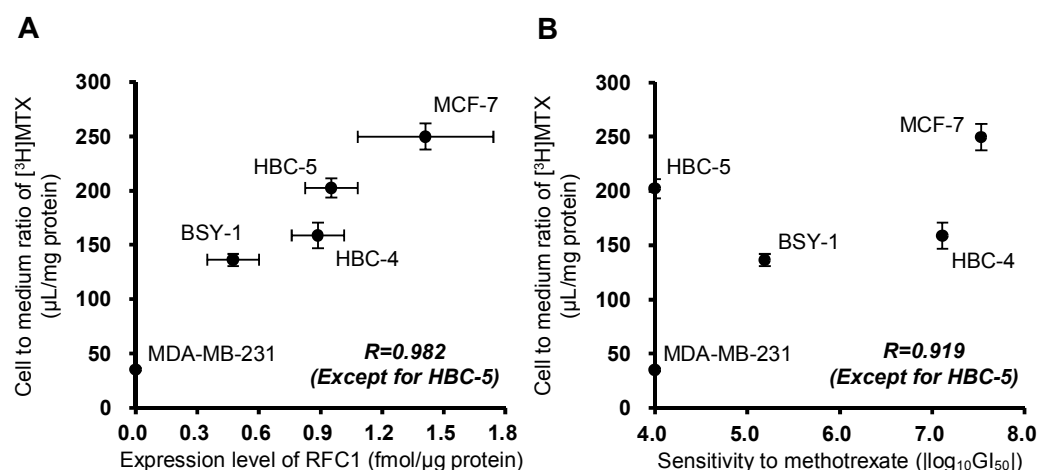 A
Cell to medium ratio of [³H]MTX
(µL/mg protein)
300
250
200
150
100
50
0
MCF-7
HBC-5
BSY-1
HBC-4
MDA-MB-231
R=0.982
(Except for HBC-5)
0.0 0.3 0.6 0.9 1.2 1.5 1.8
Expression level of RFC1 (fmol/µg protein)
B
Cell to medium ratio of [³H]MTX
(µL/mg protein)
300
250
200
150
100
50
0
MCF-7
HBC-5
BSY-1
HBC-4
MDA-MB-231
R=0.919
(Except for HBC-5)
4.0 5.0 6.0 7.0 8.0
Sensitivity to methotrexate (|log₁₀GI₅₀|)